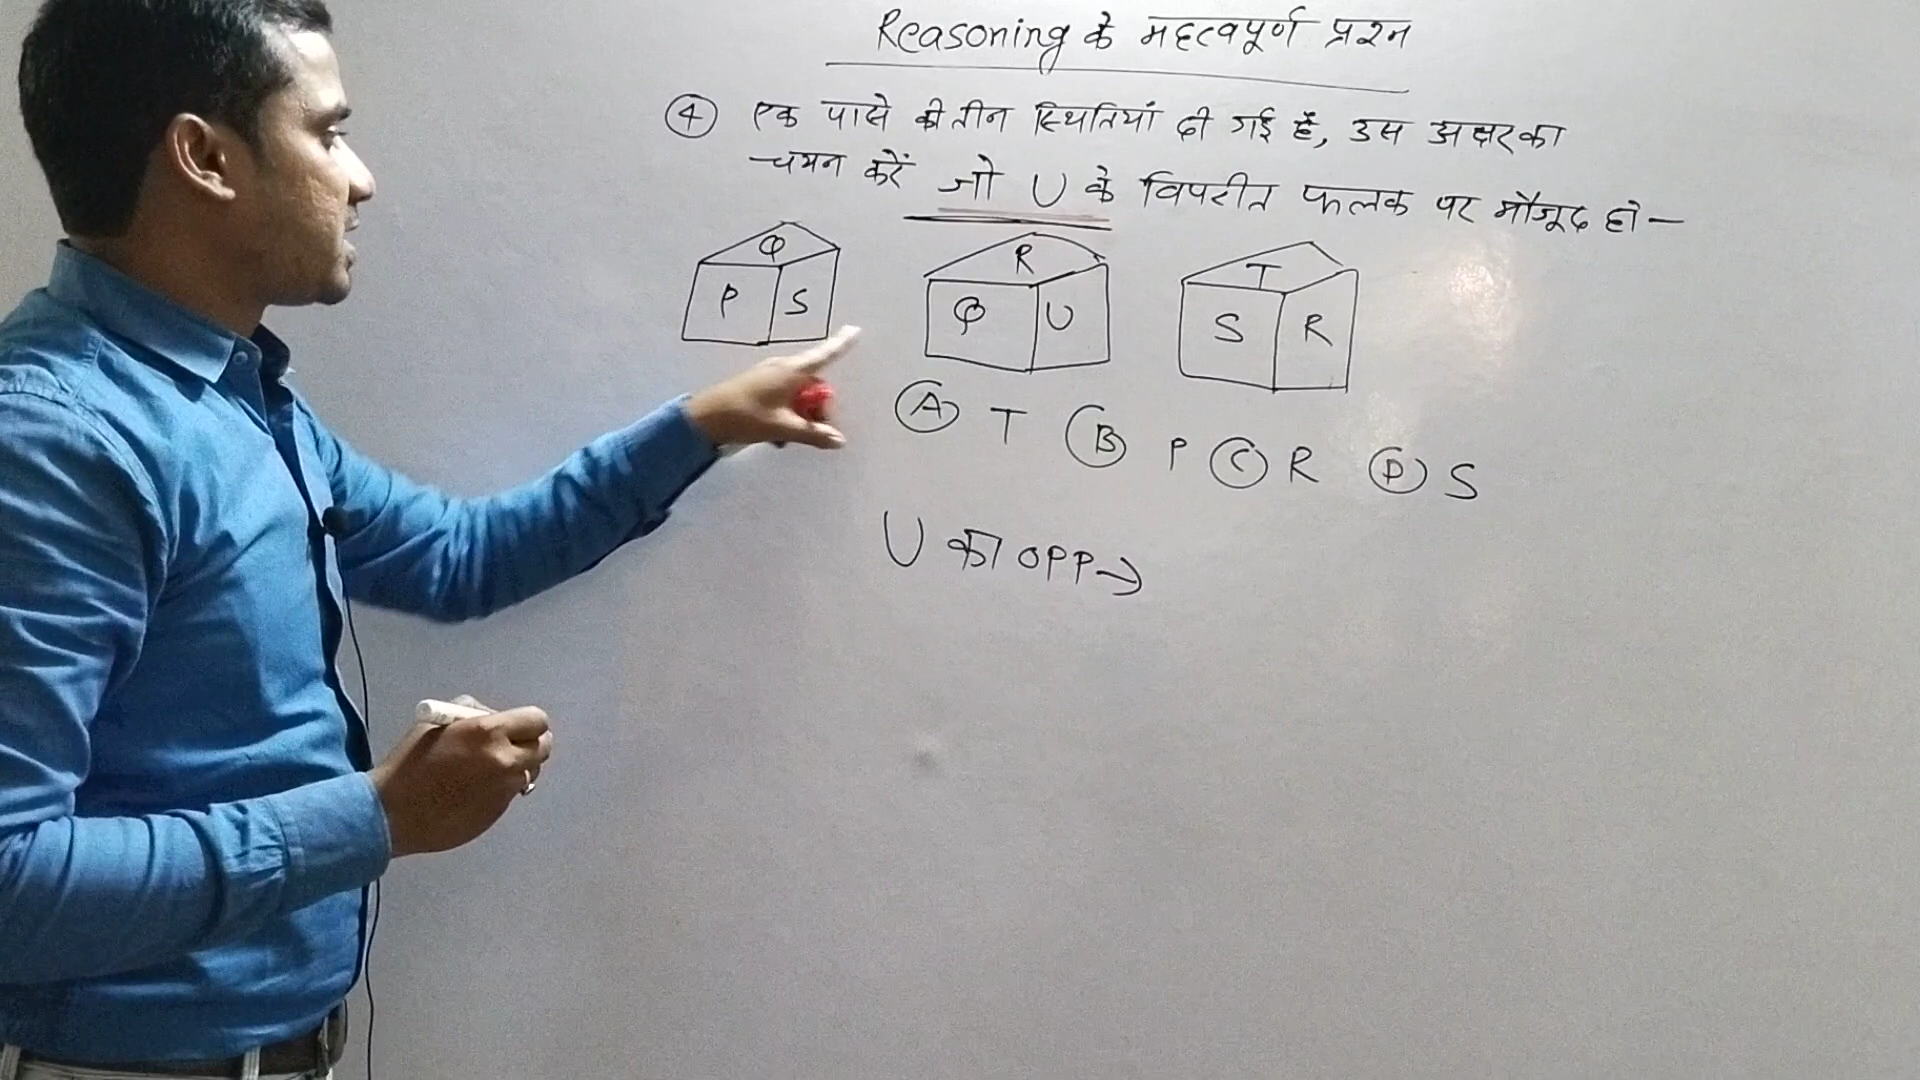 Reasoning के महत्वपूर्ण प्रश्न
④ एक पासे की तीन स्थितियां दी गई हैं, उस अक्षर का
चयन करें जो U के विपरीत फलक पर मौजूद हो –
Q P S
R Q U
T S R
Ⓐ T Ⓑ P Ⓒ R Ⓓ S
U का OPP→